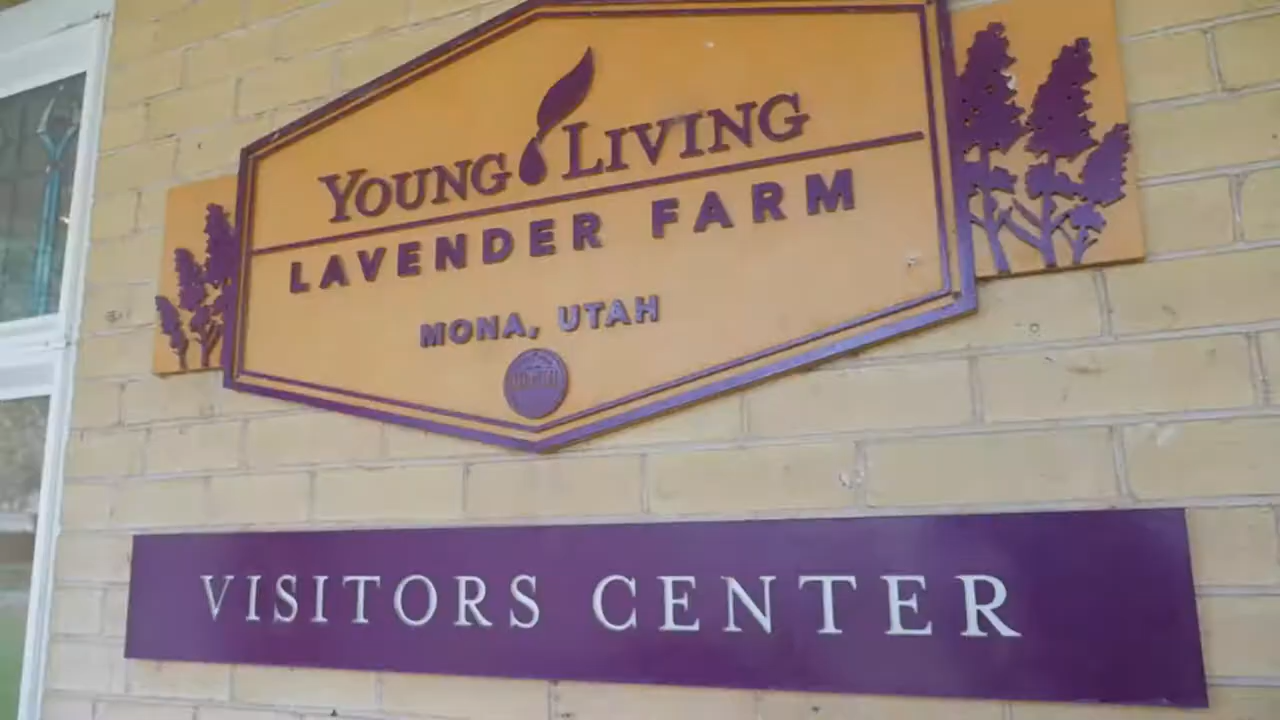 YOUNG LIVING
LAVENDER FARM
MONA, UTAH
VISITORS CENTER